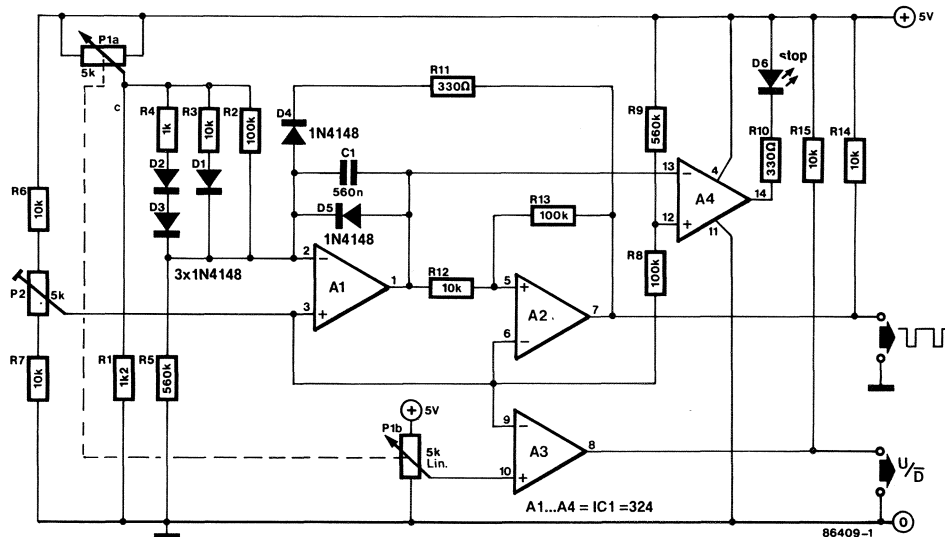 5V
P1a
5k
D6 stop
R11
330Ω
c
R4
1k
R3
10k
R2
100k
D4
1N4148
R9
560k
R10
330Ω
R15
10k
R14
10k
C1
560n
D2
D1
D3
D5
1N4148
3x1N4148
R13
100k
R12
10k
R8
100k
R6
10k
P2
5k
R7
10k
R1
1k2
R5
560k
2
3
1
A1
5
6
7
A2
13
12
4
11
14
A4
9
10
8
A3
5V
P1b
5k
Lin.
U/D̅
A1...A4 = IC1 = 324
0
86409-1